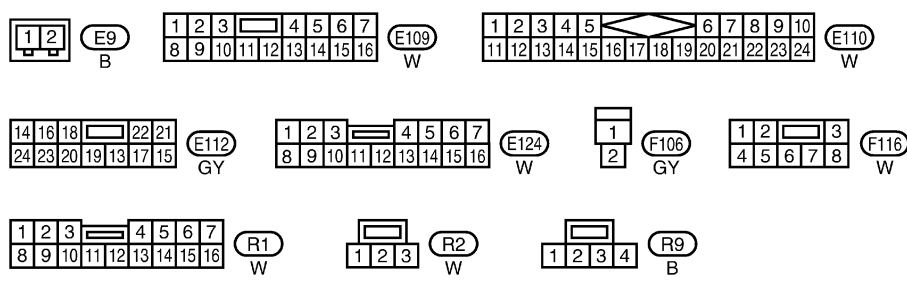 1 2 E9 B
1 2 3 4 5 6 7
8 9 10 11 12 13 14 15 16
E109
W
1 2 3 4 5 6 7 8 9 10
11 12 13 14 15 16 17 18 19 20 21 22 23 24
E110
W
14 16 18 22 21
24 23 20 19 13 17 15
E112
GY
1 2 3 4 5 6 7
8 9 10 11 12 13 14 15 16
E124
W
1
2
F106
GY
1 2 3
4 5 6 7 8
F116
W
1 2 3 4 5 6 7
8 9 10 11 12 13 14 15 16
R1
W
1 2 3
R2
W
1 2 3 4
R9
B